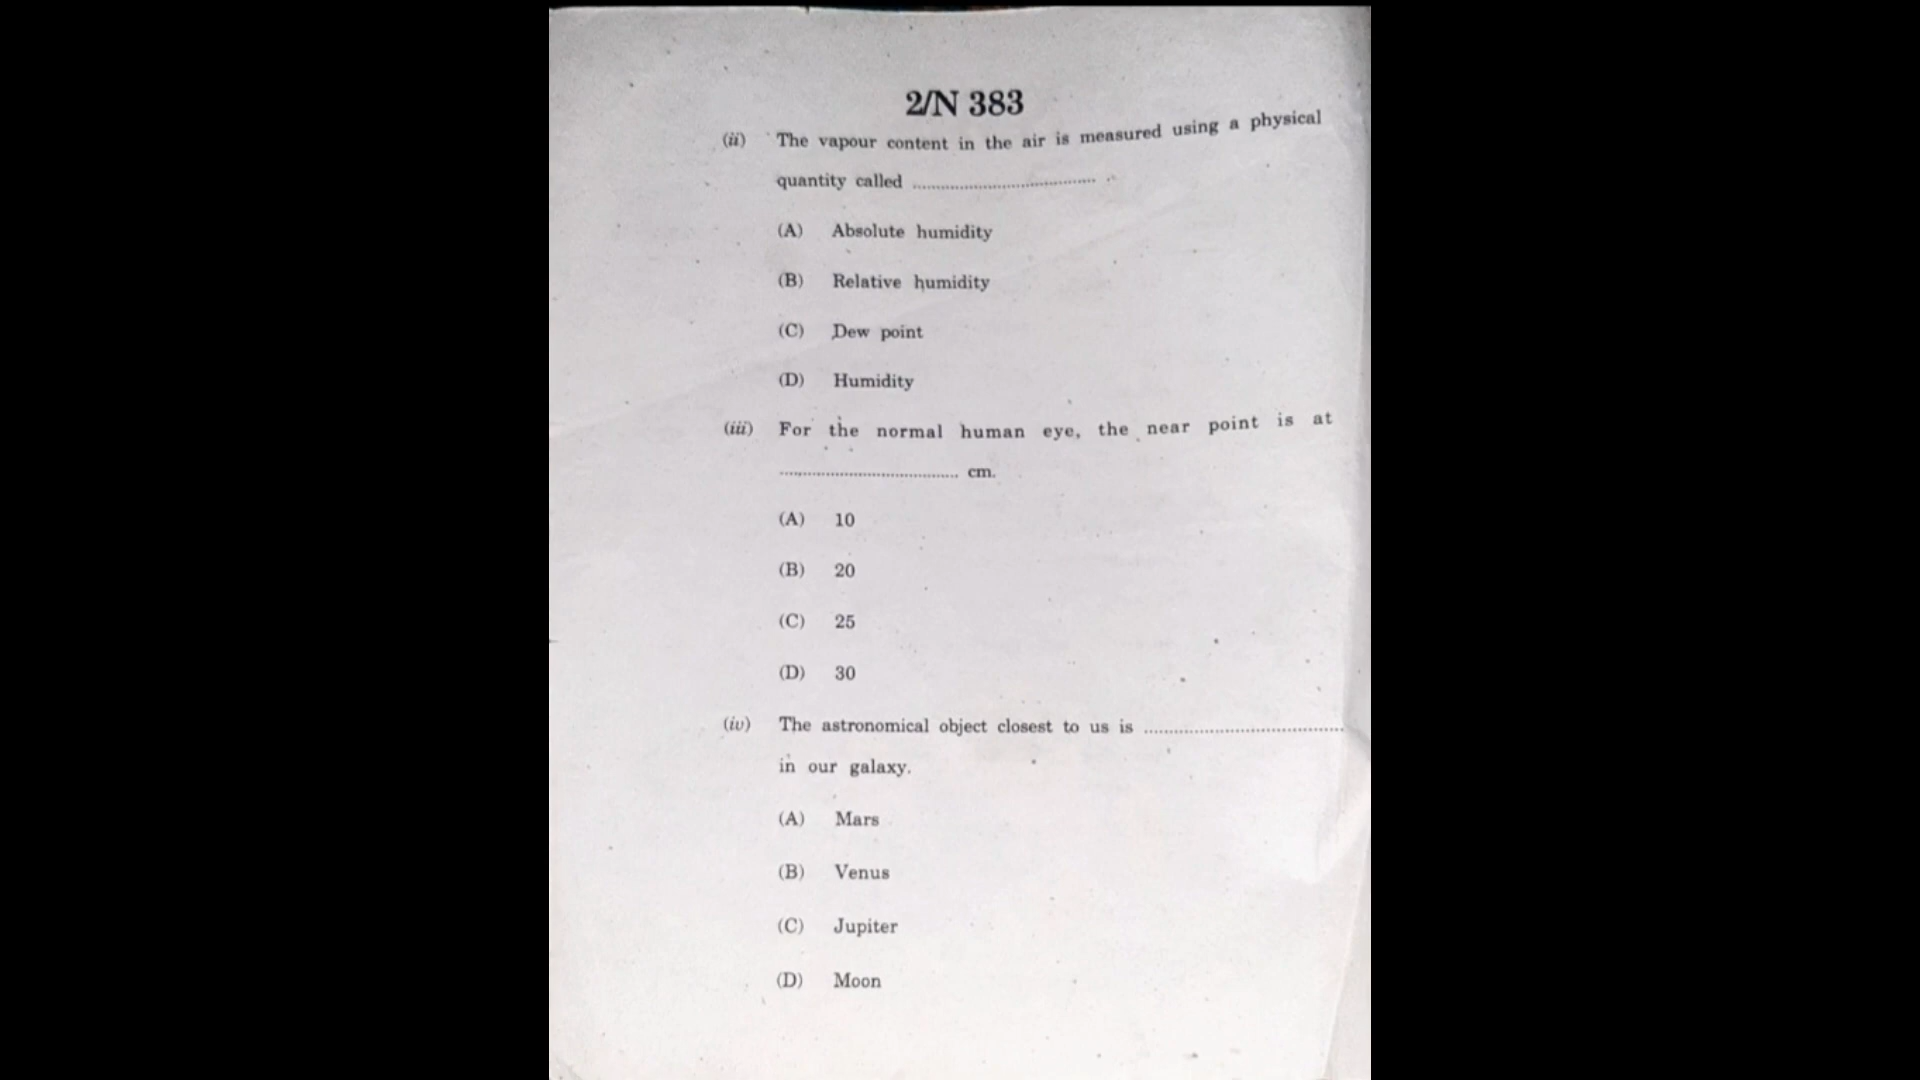 2/N 383
(ii) The vapour content in the air is measured using a physical
quantity called ......................................
(A) Absolute humidity
(B) Relative humidity
(C) Dew point
(D) Humidity
(iii) For the normal human eye, the near point is at
...................................... cm.
(A) 10
(B) 20
(C) 25
(D) 30
(iv) The astronomical object closest to us is ........................................
in our galaxy.
(A) Mars
(B) Venus
(C) Jupiter
(D) Moon